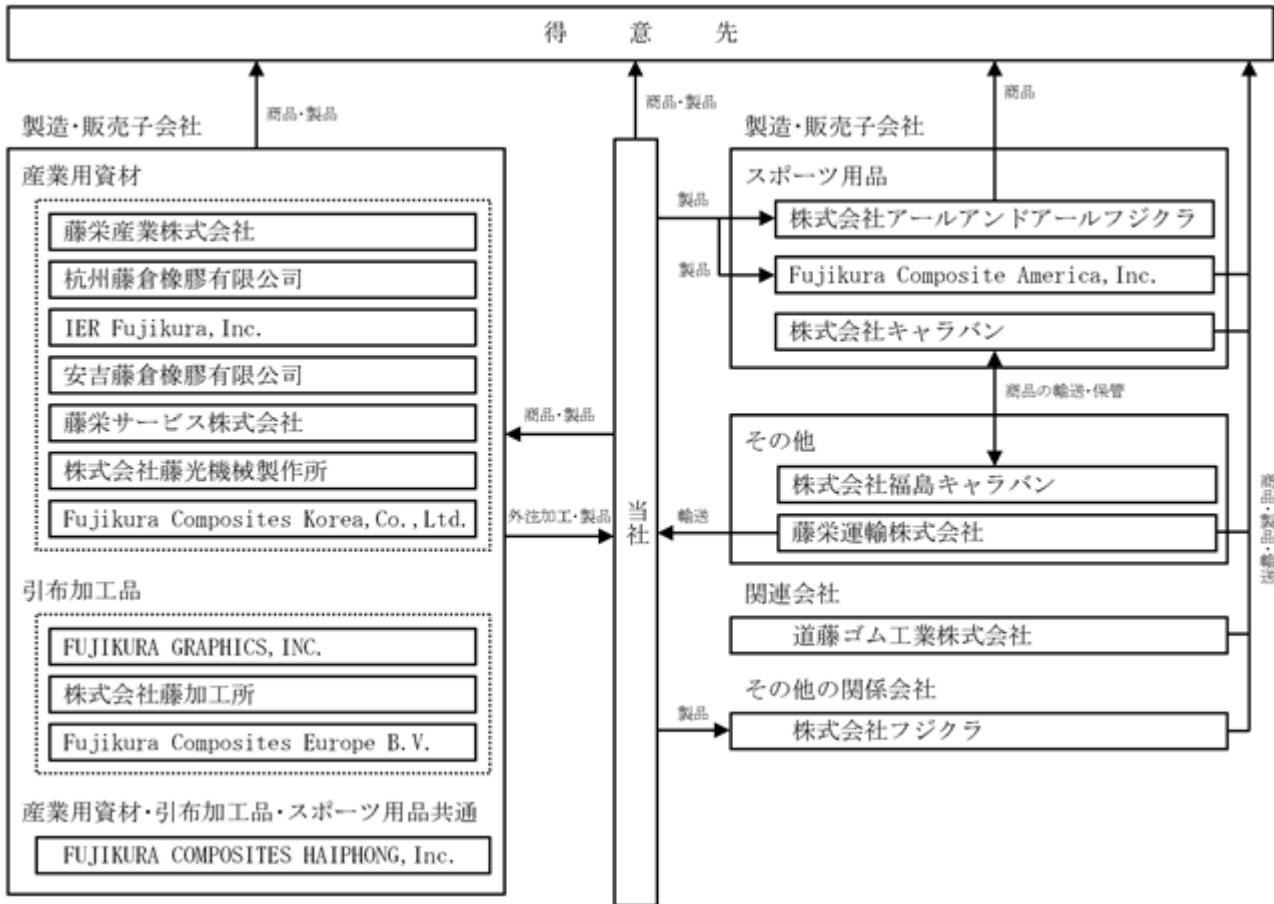 得意先
商品・製品
製造・販売子会社
産業用資材
藤栄産業株式会社
杭州藤倉橡膠有限公司
IER Fujikura,Inc.
安吉藤倉橡膠有限公司
藤栄サービス株式会社
株式会社藤光機械製作所
Fujikura Composites Korea,Co.,Ltd.
引布加工品
FUJIKURA GRAPHICS,INC.
株式会社藤加工所
Fujikura Composites Europe B.V.
産業用資材・引布加工品・スポーツ用品共通
FUJIKURA COMPOSITES HAIPHONG,Inc.
商品・製品
商品・製品
外注加工・製品
当社
商品
製造・販売子会社
スポーツ用品
製品
株式会社アールアンドアールフジクラ
製品
Fujikura Composite America,Inc.
株式会社キャラバン
商品の輸送・保管
その他
株式会社福島キャラバン
輸送
藤栄運輸株式会社
関連会社
道藤ゴム工業株式会社
その他の関係会社
製品
株式会社フジクラ
商品・製品・輸送